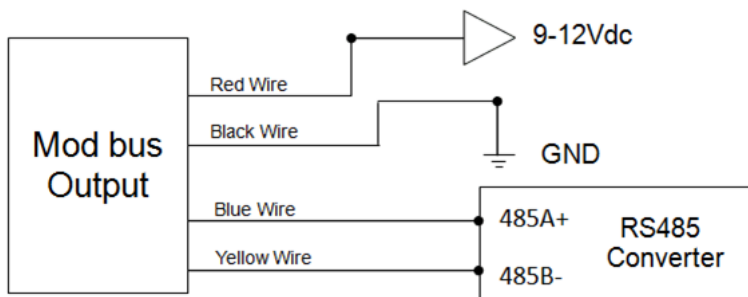 9-12Vdc
Red Wire
Black Wire
Mod bus
Output
GND
Blue Wire
485A+
RS485
Converter
Yellow Wire
485B-